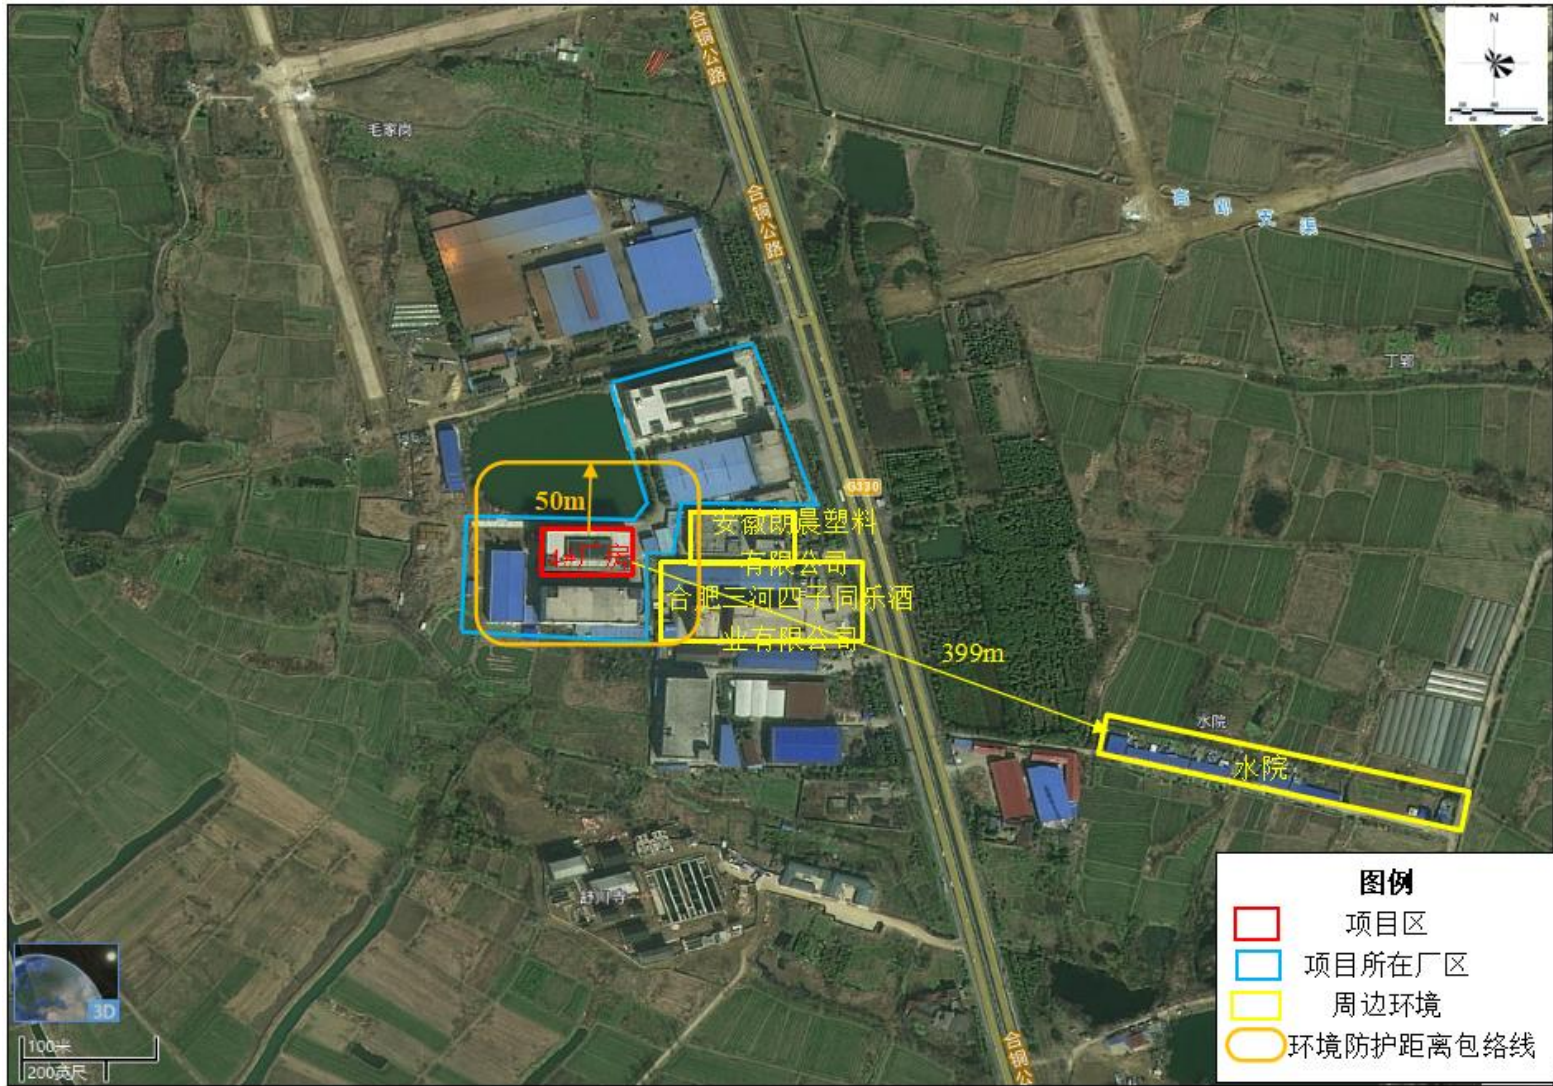 合铜公路
N
毛家岗
合铜公路
高郢支渠
丁郢
G330
50m
安徽朗晨塑料
有限公司
4#厂房
合肥三河四子同乐酒
业有限公司
399m
水院
水院
图例
项目区
项目所在厂区
周边环境
环境防护距离包络线
3D
100米
200英尺
合铜公